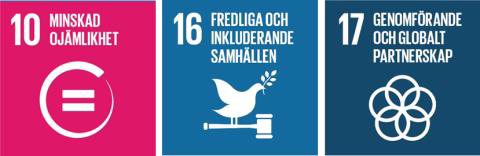 10 MINSKAD
OJÄMLIKHET
16 FREDLIGA OCH
INKLUDERANDE
SAMHÄLLEN
17 GENOMFÖRANDE
OCH GLOBALT
PARTNERSKAP